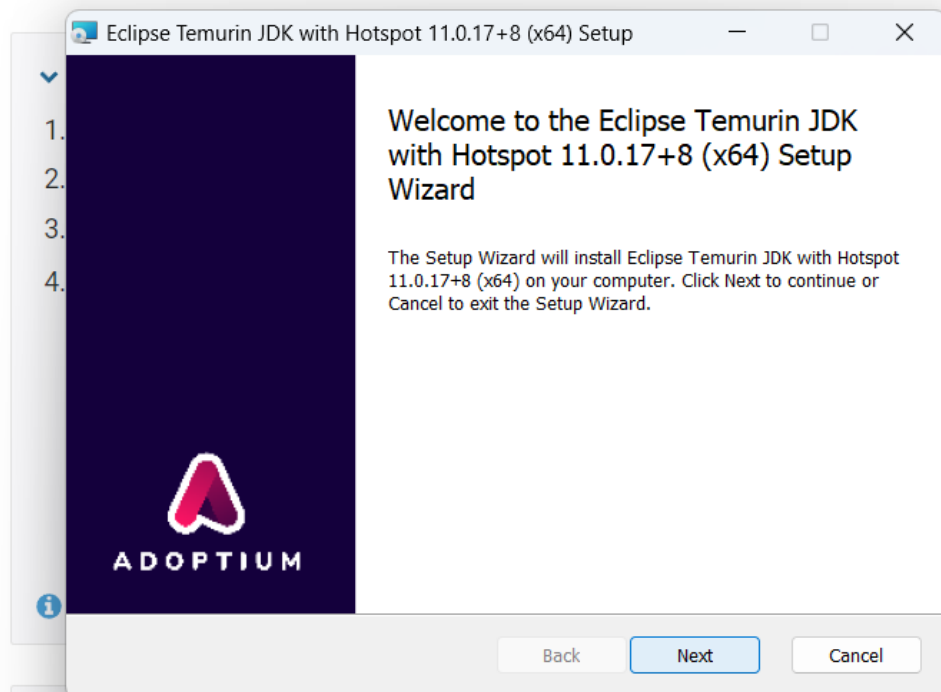 Eclipse Temurin JDK with Hotspot 11.0.17+8 (x64) Setup
1.
2.
3.
4.
Welcome to the Eclipse Temurin JDK
with Hotspot 11.0.17+8 (x64) Setup
Wizard
The Setup Wizard will install Eclipse Temurin JDK with Hotspot
11.0.17+8 (x64) on your computer. Click Next to continue or
Cancel to exit the Setup Wizard.
ADOPTIUM
Back
Next
Cancel